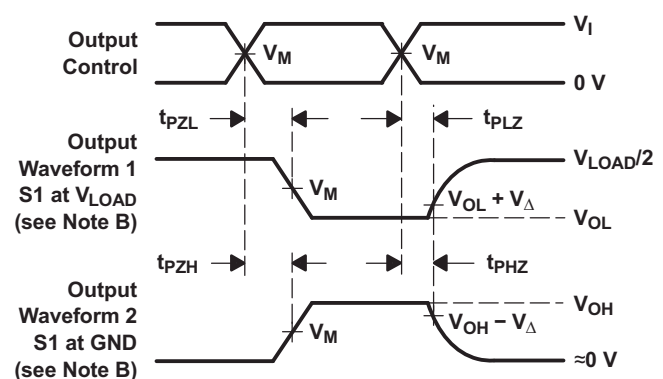 Output
Control
V_M
V_M
V_I
0 V
t_PZL
t_PLZ
Output
Waveform 1
S1 at V_LOAD
(see Note B)
V_M
V_LOAD/2
V_OL + V_Δ
V_OL
t_PZH
t_PHZ
Output
Waveform 2
S1 at GND
(see Note B)
V_M
V_OH
V_OH − V_Δ
≈0 V